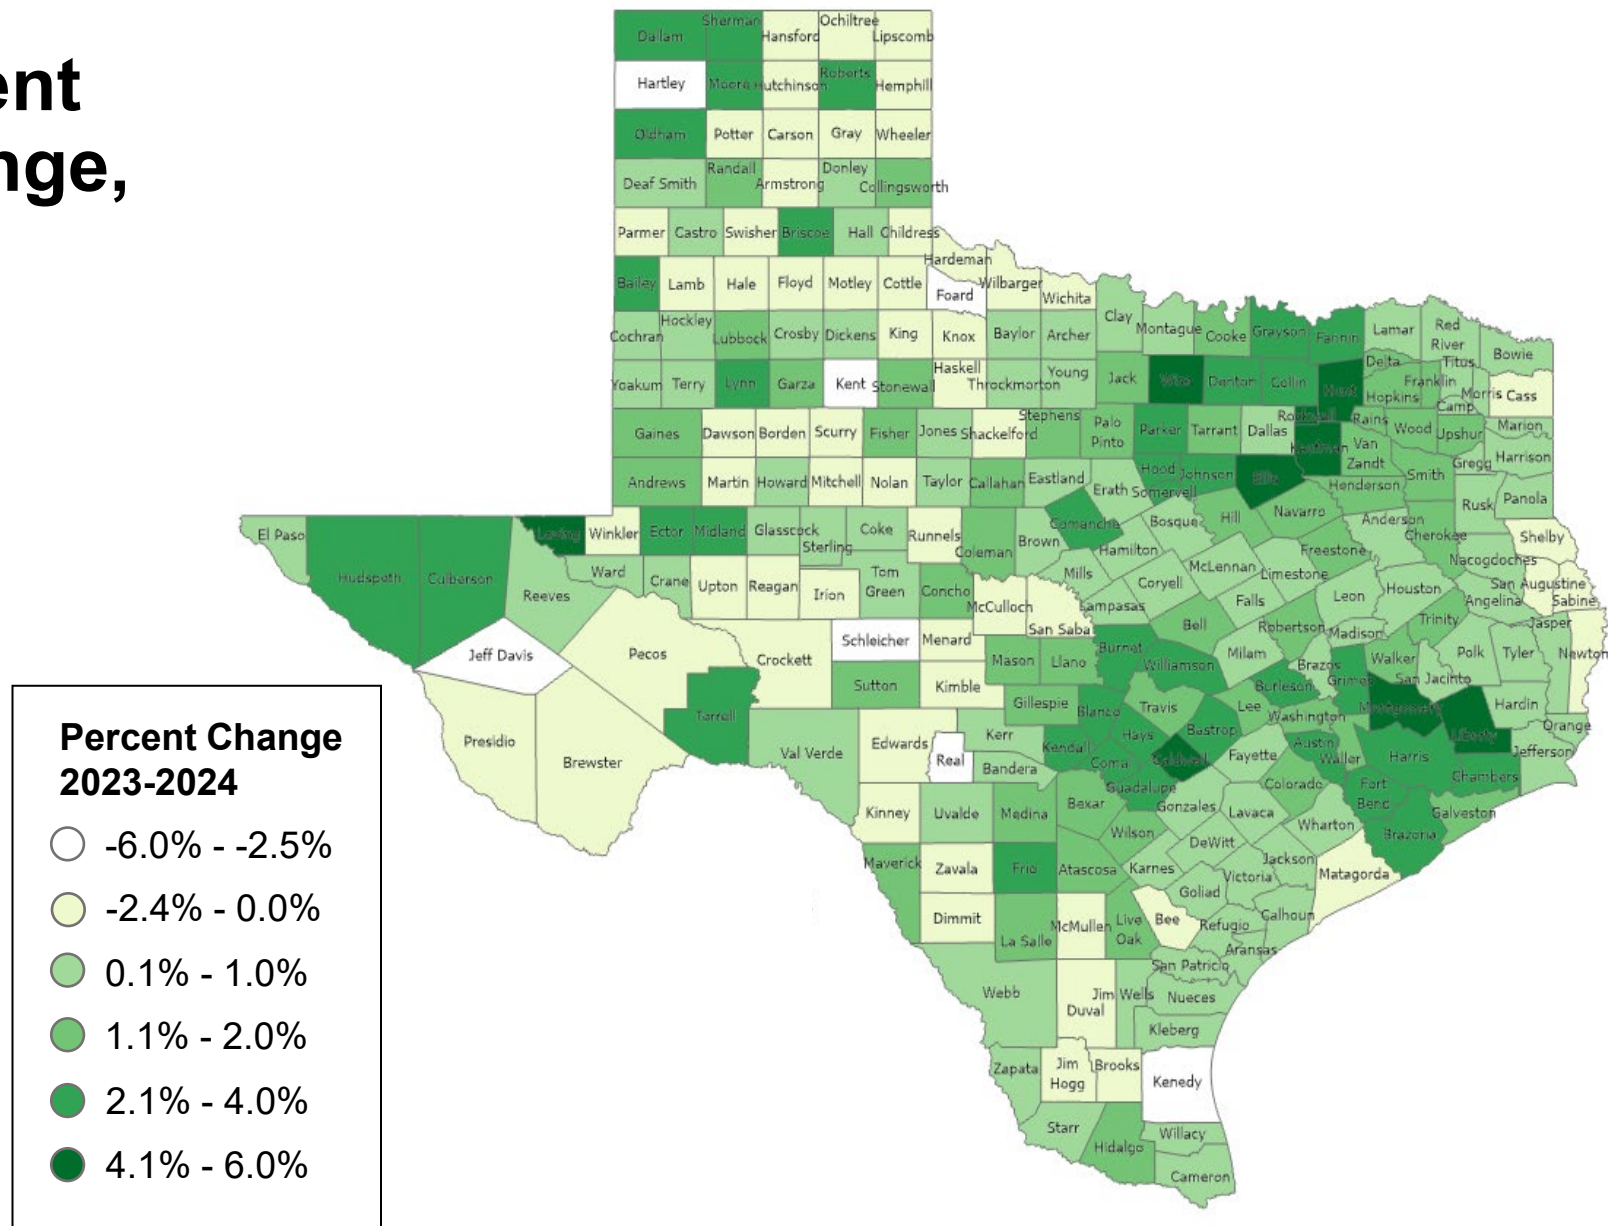 ent
nge,
Sherman Ochiltree
Dallam Hansford Lipscomb
Hartley Moore Hutchinson Roberts Hemphill
Oldham Potter Carson Gray Wheeler
Deaf Smith Randall Armstrong Donley Collingsworth
Parmer Castro Swisher Briscoe Hall Childress
Hardeman
Bailey Lamb Hale Floyd Motley Cottle Foard Wilbarger Wichita
Cochran Hockley Lubbock Crosby Dickens King Knox Baylor Archer Clay Montague Cooke Grayson Fannin Lamar Red
River Bowie
Yoakum Terry Lynn Garza Kent Stonewall Haskell Throckmorton Young Jack Wise Denton Collin Hunt Delta Hopkins Franklin Titus Camp Morris Cass
Gaines Dawson Borden Scurry Fisher Jones Shackelford Stephens Palo
Pinto Parker Tarrant Dallas Rockwall Kaufman Rains Van
Zandt Wood Upshur Marion
Andrews Martin Howard Mitchell Nolan Taylor Callahan Eastland Erath Hood Somervell Johnson Ellis Henderson Smith Gregg Harrison
Rusk Panola
El Paso Hudspeth Culberson Loving Winkler Ector Midland Glasscock Sterling Coke Runnels Coleman Brown Comanche Hamilton Bosque Hill Navarro Anderson Cherokee Shelby
Freestone Nacogdoches
Reeves Ward Crane Upton Reagan Irion Tom
Green Concho McCulloch San Saba Mills Lampasas Coryell McLennan Limestone Falls Leon Houston Angelina San Augustine
Sabine
Jeff Davis Pecos Crockett Schleicher Menard Mason Llano Burnet Bell Williamson Milam Robertson Brazos Madison Walker Trinity Polk Tyler Jasper Newton
Presidio Brewster Terrell Val Verde Sutton Kimble Gillespie Blanco Travis Bastrop Lee Burleson Washington Grimes Montgomery San Jacinto Liberty Hardin Orange
Jefferson
Edwards Real Kerr Bandera Kendall Comal Hays Caldwell Guadalupe Fayette Austin Waller Harris Chambers
Colorado Fort
Bend Galveston
Kinney Uvalde Medina Bexar Wilson Gonzales Lavaca Wharton Brazoria
DeWitt Jackson Matagorda
Maverick Zavala Frio Atascosa Karnes Goliad Victoria Calhoun
Dimmit La Salle McMullen Live
Oak Bee Refugio Aransas
San Patricio
Webb Duval Jim Wells Nueces
Kleberg
Zapata Jim
Hogg Brooks Kenedy
Starr Hidalgo Willacy
Cameron
Percent Change
2023-2024
-6.0% - -2.5%
-2.4% - 0.0%
0.1% - 1.0%
1.1% - 2.0%
2.1% - 4.0%
4.1% - 6.0%